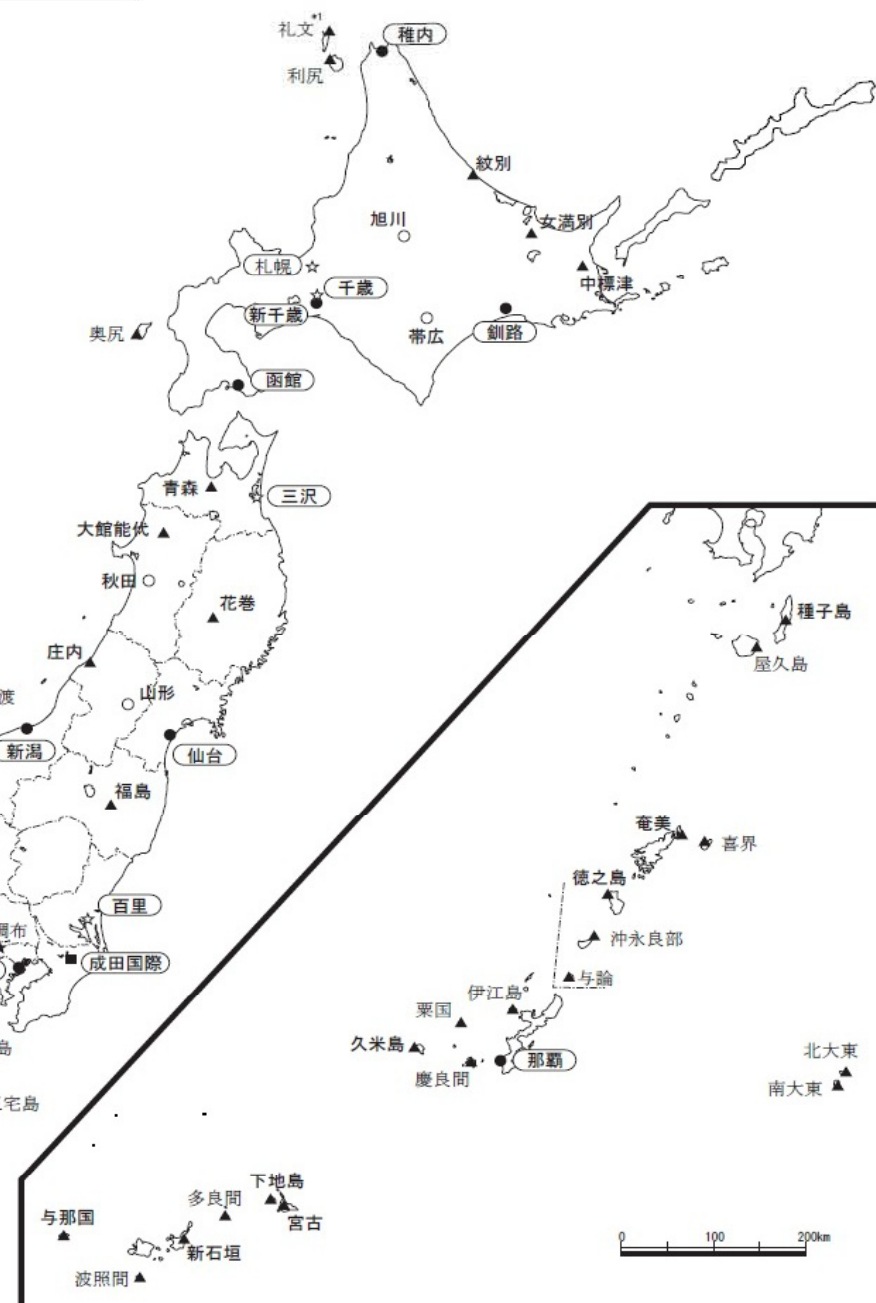 礼文*1
稚内
利尻
紋別
旭川
女満別
札幌
中標津
千歳
新千歳
帯広
釧路
奥尻
函館
青森
三沢
大館能代
秋田
花巻
種子島
庄内
屋久島
山形
渡
新潟
仙台
福島
奄美
喜界
徳之島
百里
布
沖永良部
成田国際
与論
伊江島
粟国
久米島
那覇
島
慶良間
北大東
南大東
宅島
下地島
多良間
与那国
宮古
新石垣
0 100 200km
波照間